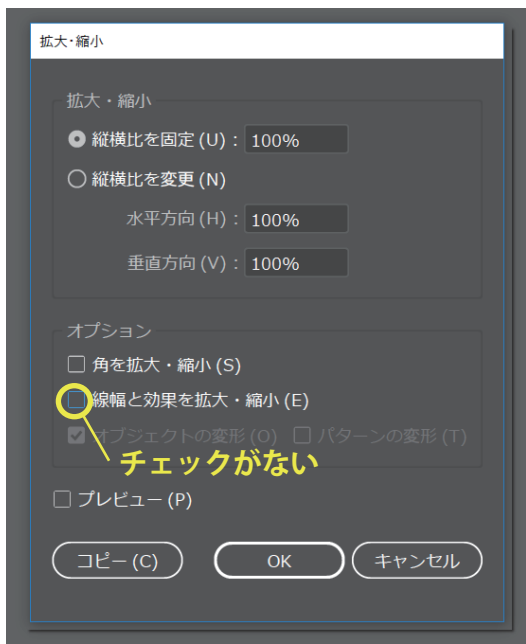 拡大・縮小
拡大・縮小
縦横比を固定 (U) : 100%
縦横比を変更 (N)
水平方向 (H) : 100%
垂直方向 (V) : 100%
オプション
角を拡大・縮小 (S)
線幅と効果を拡大・縮小 (E)
オブジェクトの変形 (O) パターンの変形 (T)
チェックがない
プレビュー (P)
コピー (C) OK キャンセル